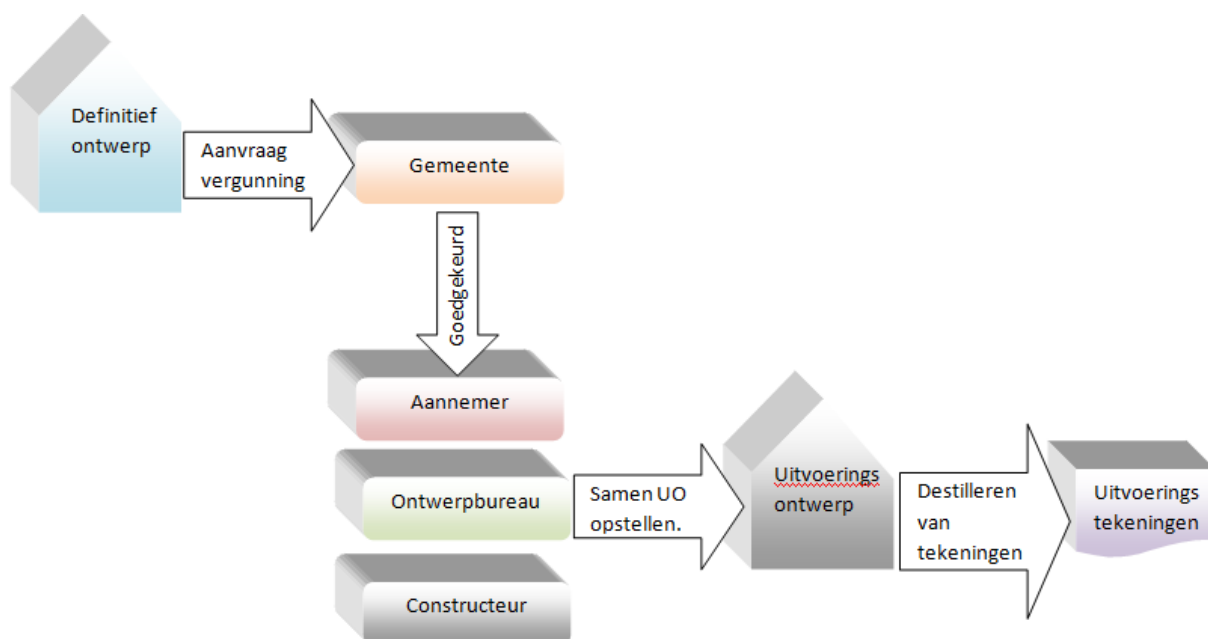 Definitief
ontwerp
Aanvraag
vergunning
Gemeente
Goedgekeurd
Aannemer
Ontwerpbureau
Constructeur
Samen UO
opstellen.
Uitvoerings
ontwerp
Destilleren
van
tekeningen
Uitvoerings
tekeningen